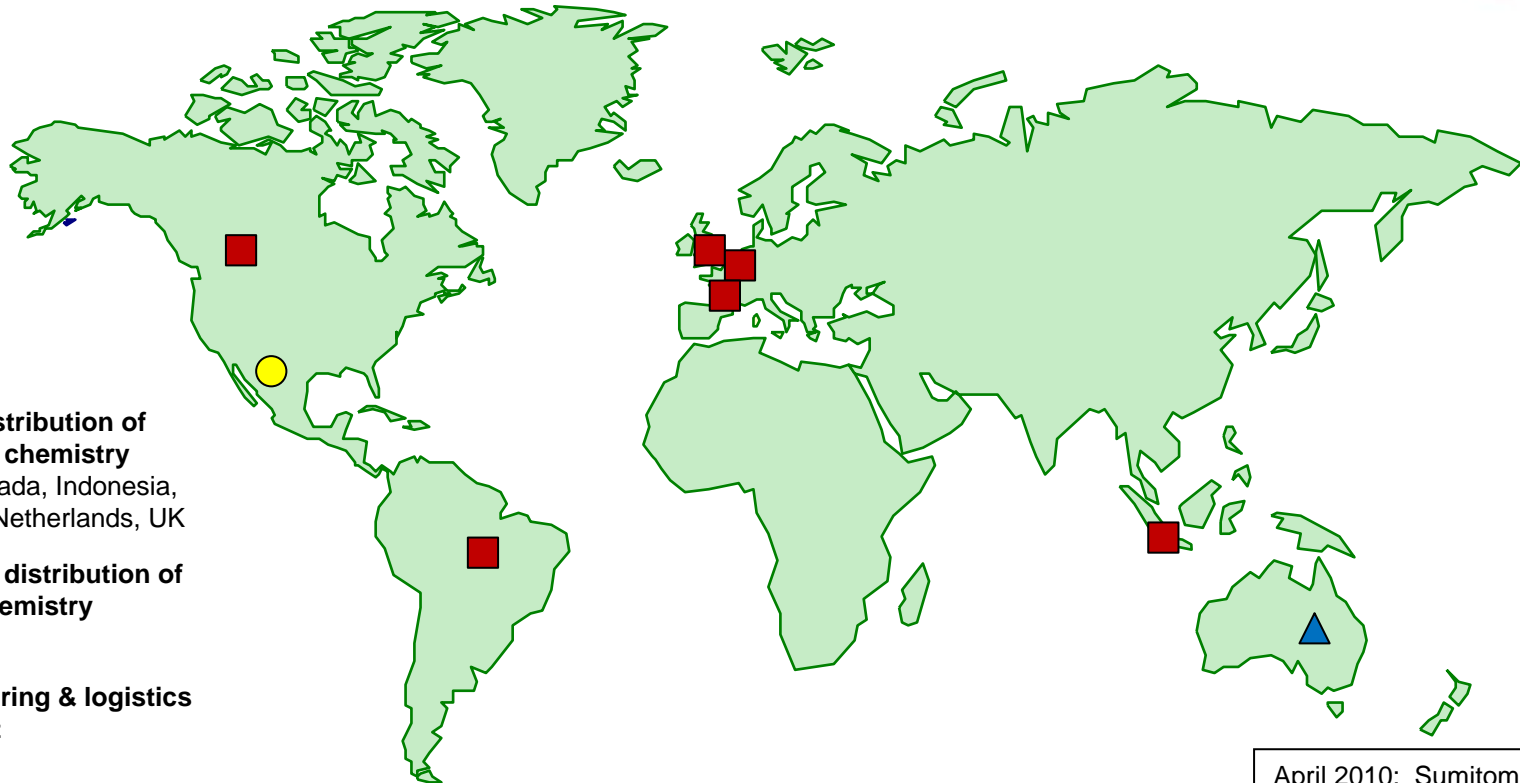 stribution of
chemistry
ada, Indonesia,
Netherlands, UK
distribution of
emistry
ring & logistics
April 2010: Sumitom